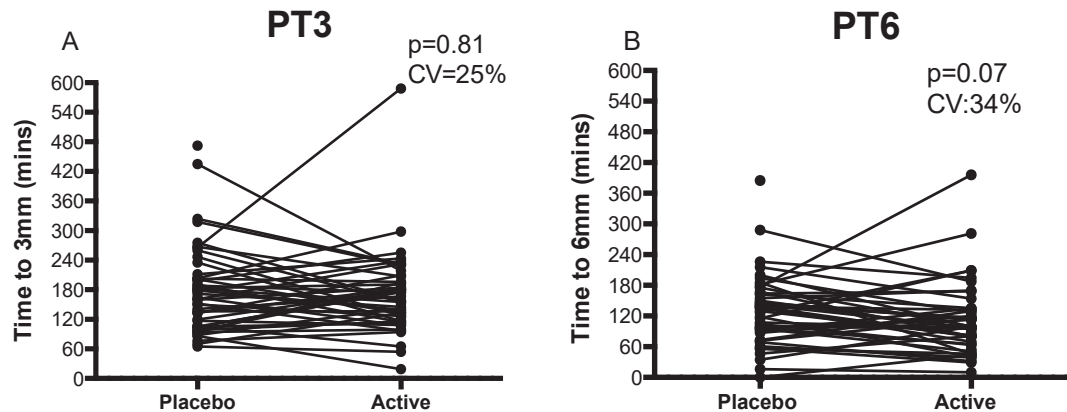 A
PT3
p=0.81
CV=25%
Time to 3mm (mins)
600
540
480
420
360
300
240
180
120
60
0
Placebo
Active
B
PT6
p=0.07
CV:34%
Time to 6mm (mins)
600
540
480
420
360
300
240
180
120
60
0
Placebo
Active